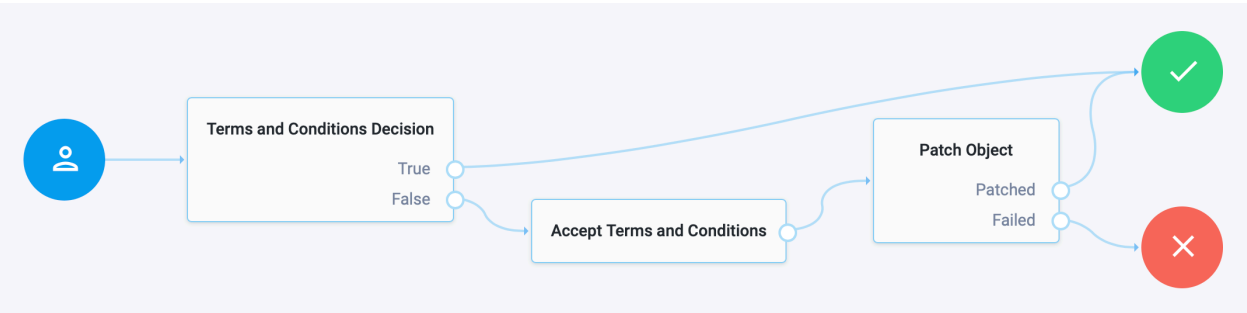 Terms and Conditions Decision
True
False
Accept Terms and Conditions
Patch Object
Patched
Failed